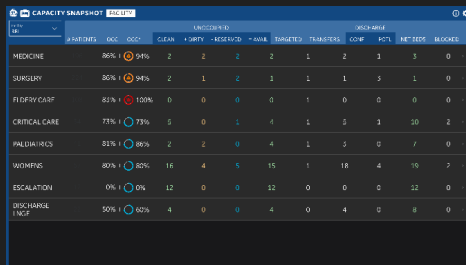 CAPACITY SNAPSHOT FACILITY
UNOCCUPIED DISCHARGE
# PATIENTS OCC OCC* CLEAN + DIRTY - RESERVED = AVAIL TARGETED TRANSFERS CONF POTL NET BEDS BLOCKED
MEDICINE 86% 94% 2 2 2 2 1 2 1 3 0
SURGERY 86% 94% 2 1 2 1 1 1 3 1 0
ELDERY CARE 83% 100% 0 0 0 0 1 0 0 0 0
CRITICAL CARE 73% 73% 5 0 1 4 1 5 1 10 2
PAEDIATRICS 81% 86% 2 2 0 4 1 3 0 7 0
WOMENS 80% 80% 16 4 5 15 1 18 4 19 2
ESCALATION 0% 0% 12 0 0 12 0 0 0 12 0
DISCHARGE
LNGE 50% 60% 4 0 0 4 0 4 0 8 0